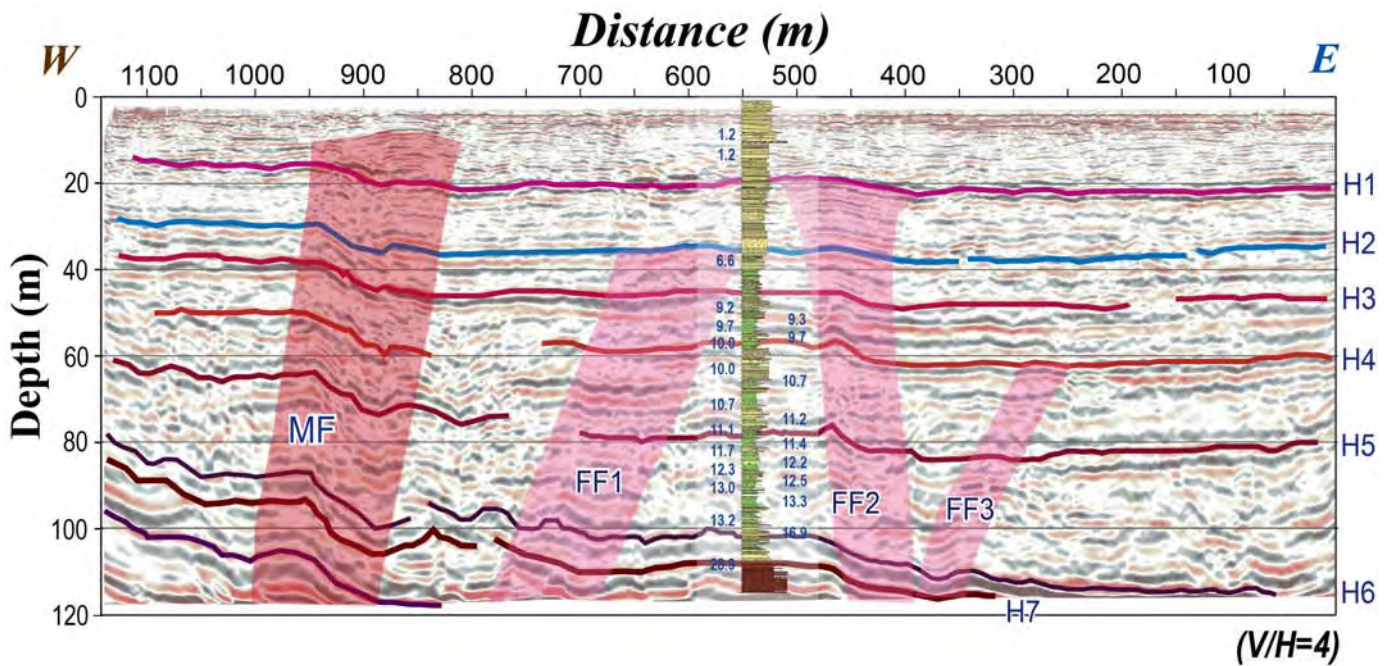 Distance (m)
W
E
1100 1000 900 800 700 600 500 400 300 200 100
Depth (m)
0
1.2
1.2
20 H1
H2
6.6
40
H3
9.2
9.3
9.7
9.7
10.0
60 H4
10.0
10.7
10.7
11.2
11.1
80 H5
11.4
11.7
MF
12.2
12.3
12.5
FF1
13.0
13.3
FF2
FF3
13.2
100
16.9
20.9
H6
120
H7
(V/H=4)